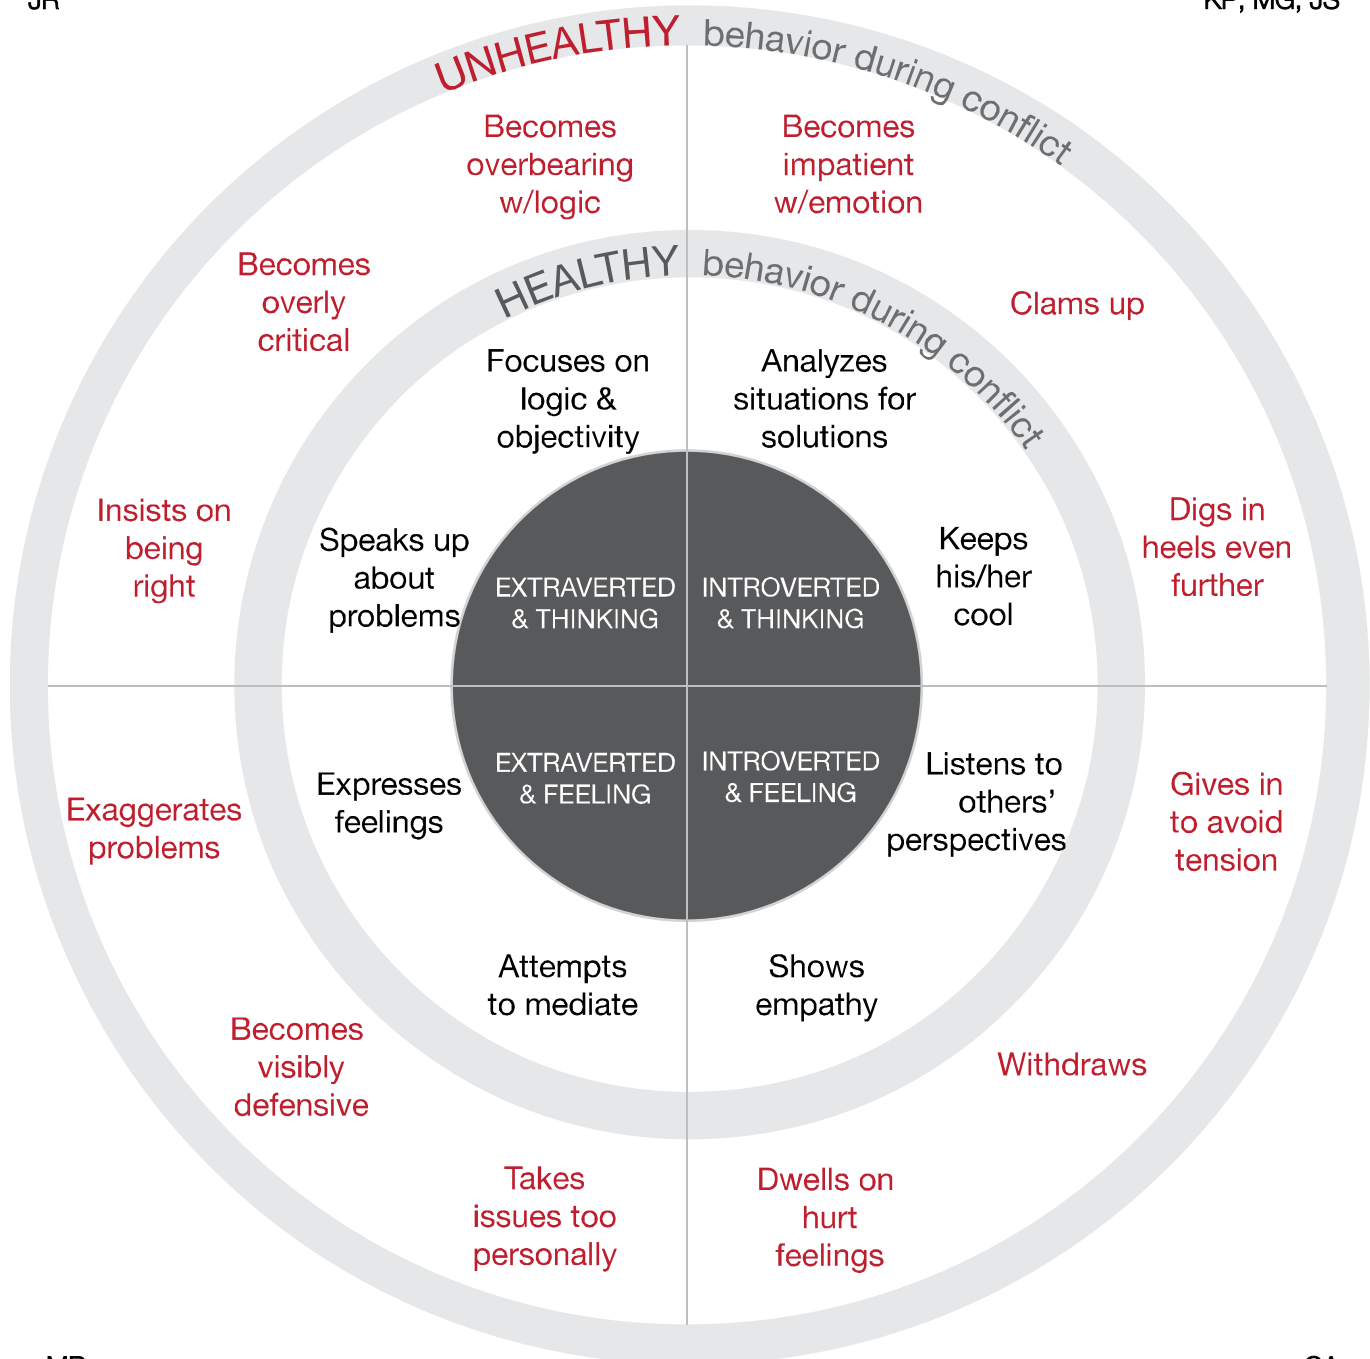 JR
KP, MG, JS
UNHEALTHY behavior during conflict
Becomes
overbearing
w/logic
Becomes
impatient
w/emotion
Becomes
overly
critical
Clams up
Insists on
being
right
Digs in
heels even
further
HEALTHY behavior during conflict
Focuses on
logic &
objectivity
Analyzes
situations for
solutions
Speaks up
about
problems
Keeps
his/her
cool
EXTRAVERTED
& THINKING
INTROVERTED
& THINKING
EXTRAVERTED
& FEELING
INTROVERTED
& FEELING
Expresses
feelings
Listens to
others’
perspectives
Attempts
to mediate
Shows
empathy
Exaggerates
problems
Gives in
to avoid
tension
Becomes
visibly
defensive
Withdraws
Takes
issues too
personally
Dwells on
hurt
feelings